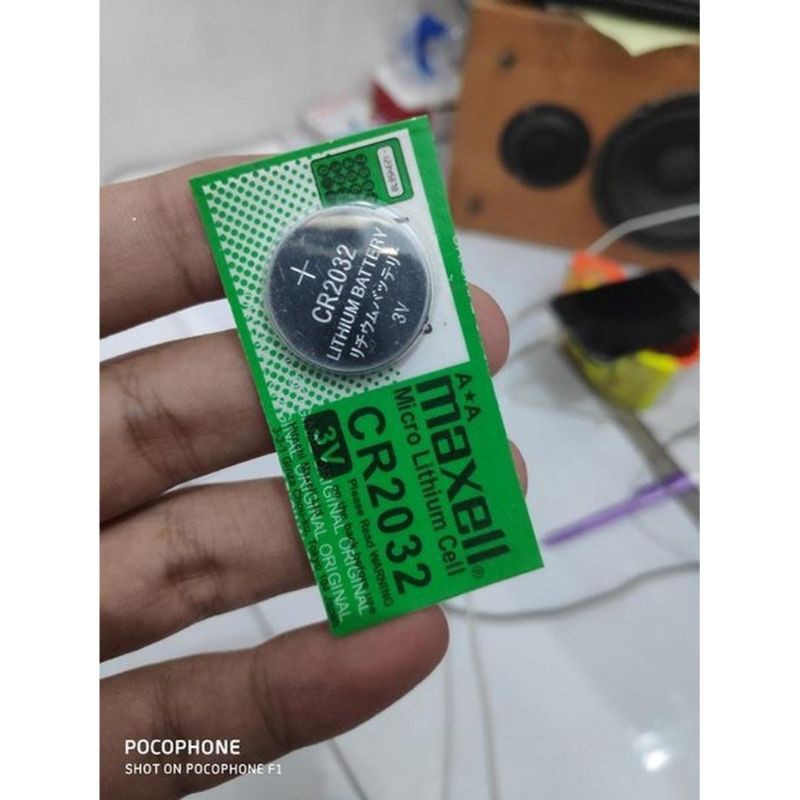 +
CR2032
LITHIUM BATTERY
リチウムバッテリー
3V
A★A
maxell®
Micro Lithium Cell
CR2032
3V
Please Read WARNING
ORIGINAL ORIGINAL
ORIGINAL ORIGINAL
POCOPHONE
SHOT ON POCOPHONE F1